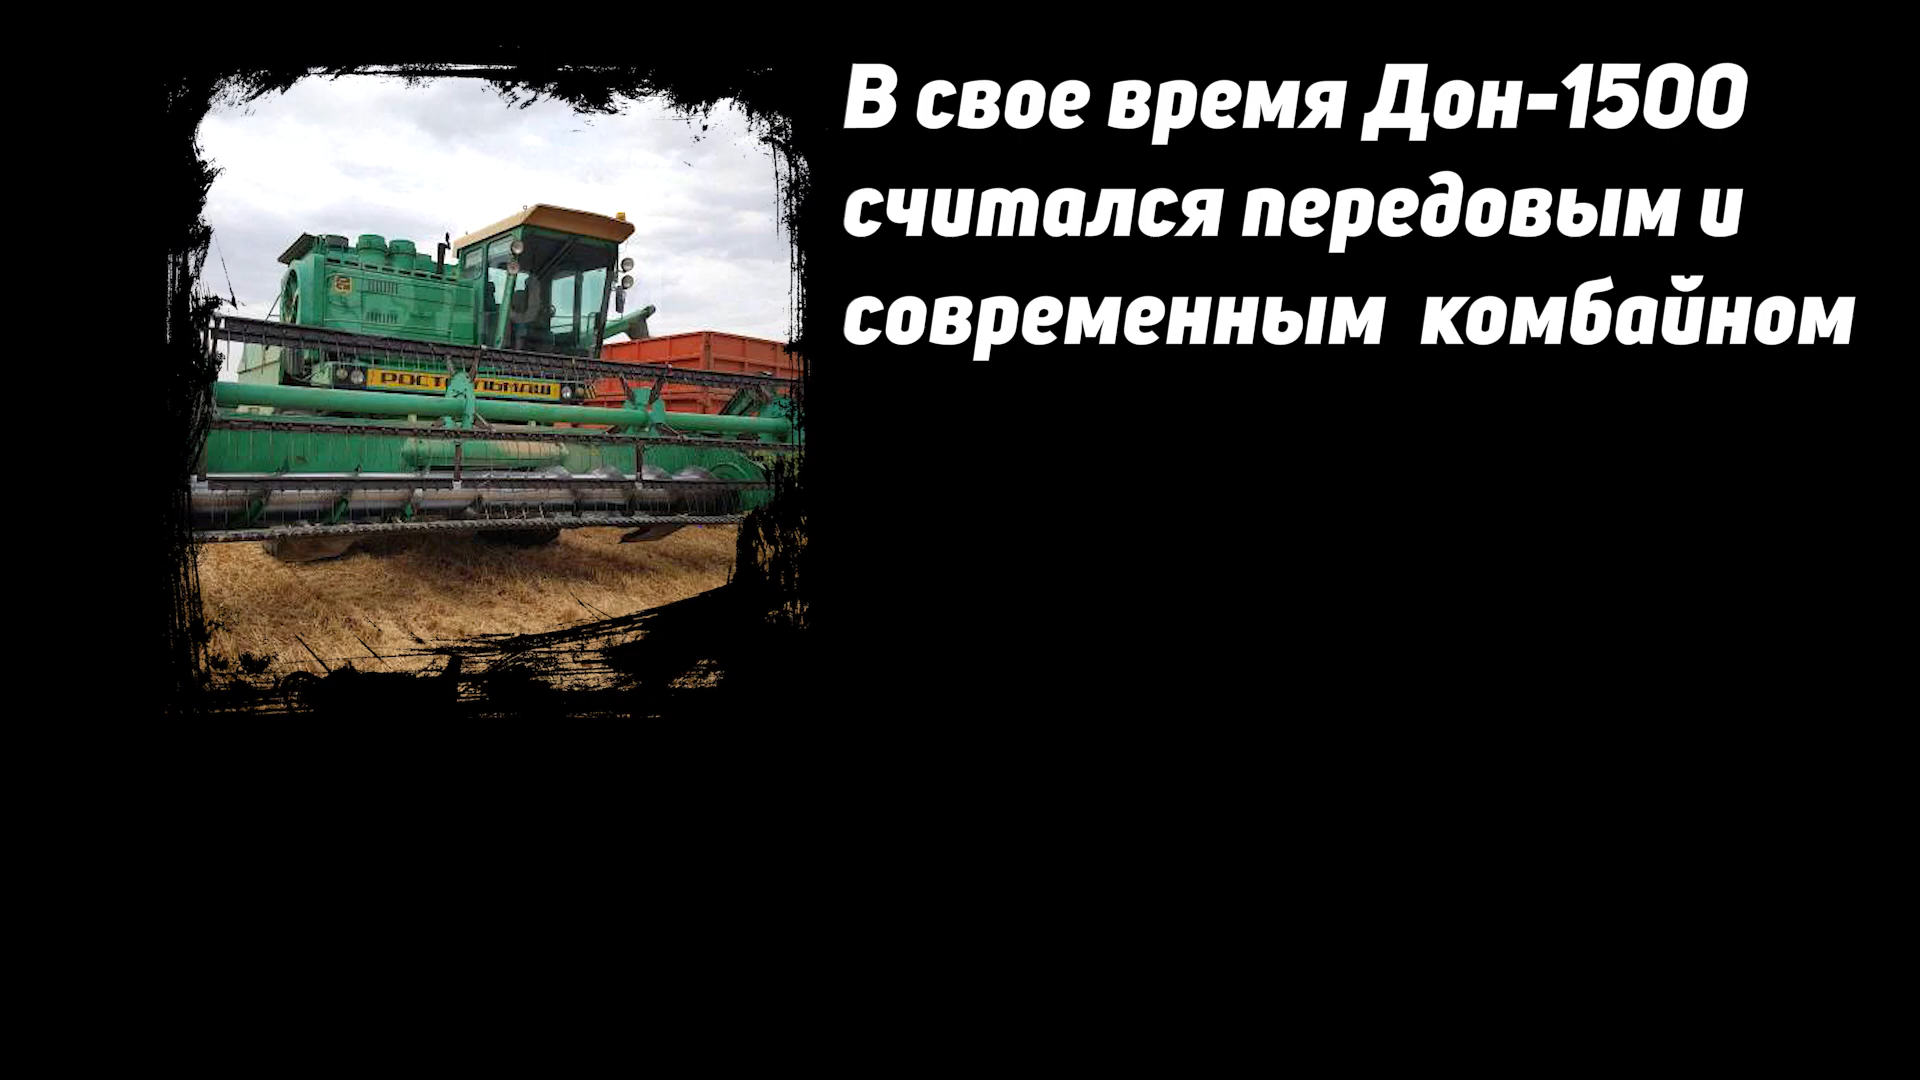 В свое время Дон-1500
считался передовым и
современным комбайном